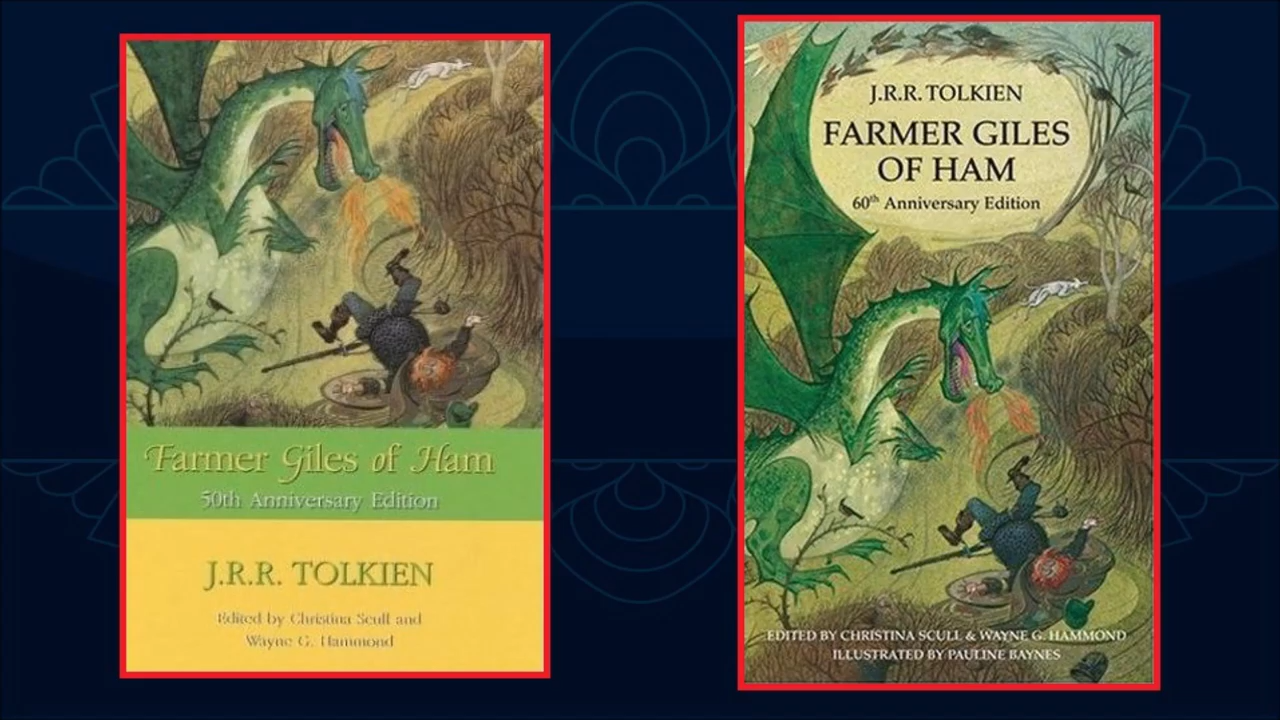 Farmer Giles of Ham
50th Anniversary Edition
J.R.R. TOLKIEN
Edited by Christina Scull and
Wayne G. Hammond
J.R.R. TOLKIEN
FARMER GILES
OF HAM
60th Anniversary Edition
EDITED BY CHRISTINA SCULL & WAYNE G. HAMMOND
ILLUSTRATED BY PAULINE BAYNES